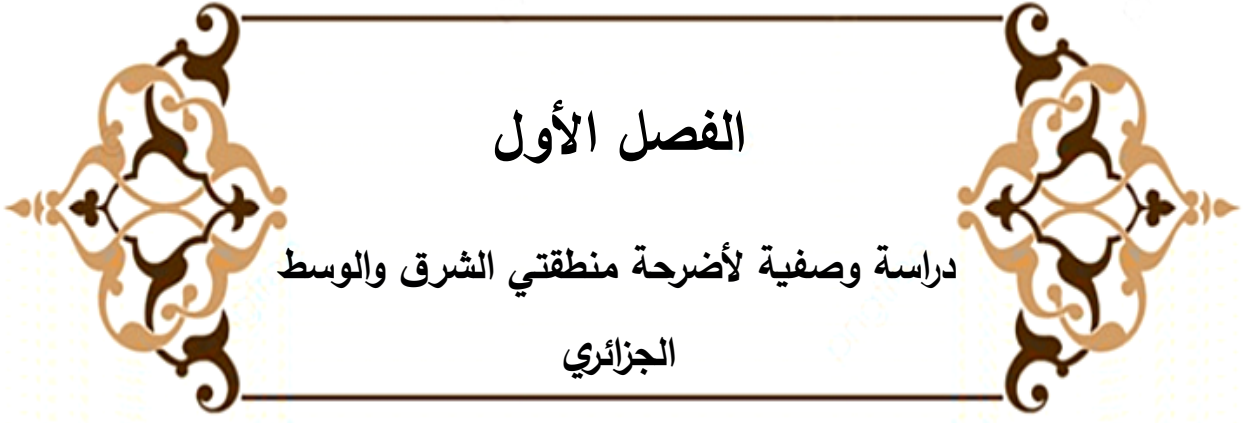 الفصل الأول
دراسة وصفية لأضرحة منطقتي الشرق والوسط
الجزائري